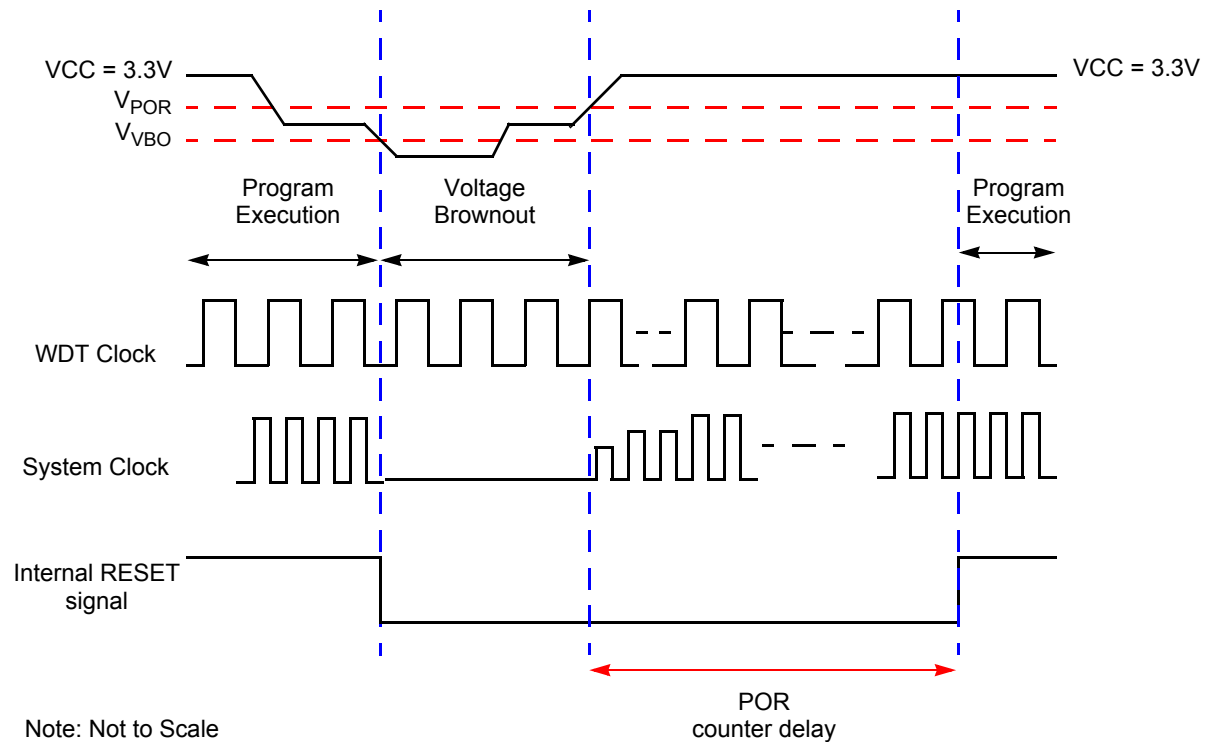 VCC = 3.3V
VCC = 3.3V
VPOR
VVBO
Program
Execution
Voltage
Brownout
Program
Execution
WDT Clock
System Clock
Internal RESET
signal
POR
counter delay
Note: Not to Scale